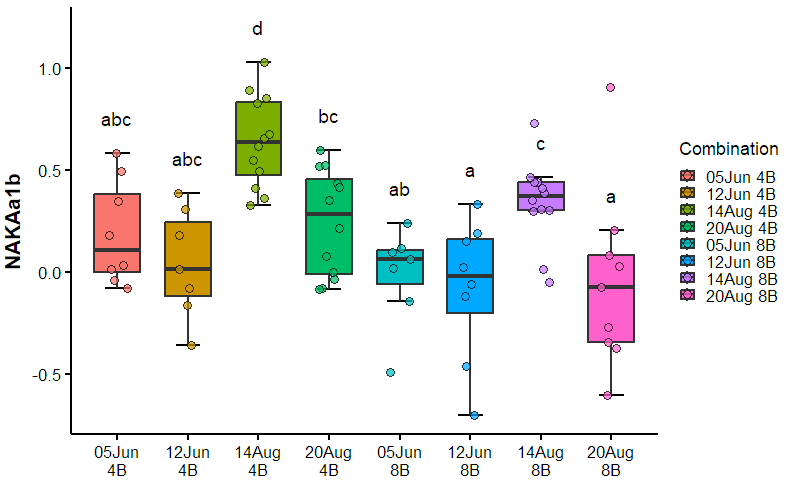 NAKAa1b
1.0
0.5
0.0
-0.5
abc
abc
d
bc
ab
a
c
a
05Jun
4B
12Jun
4B
14Aug
4B
20Aug
4B
05Jun
8B
12Jun
8B
14Aug
8B
20Aug
8B
Combination
05Jun 4B
12Jun 4B
14Aug 4B
20Aug 4B
05Jun 8B
12Jun 8B
14Aug 8B
20Aug 8B